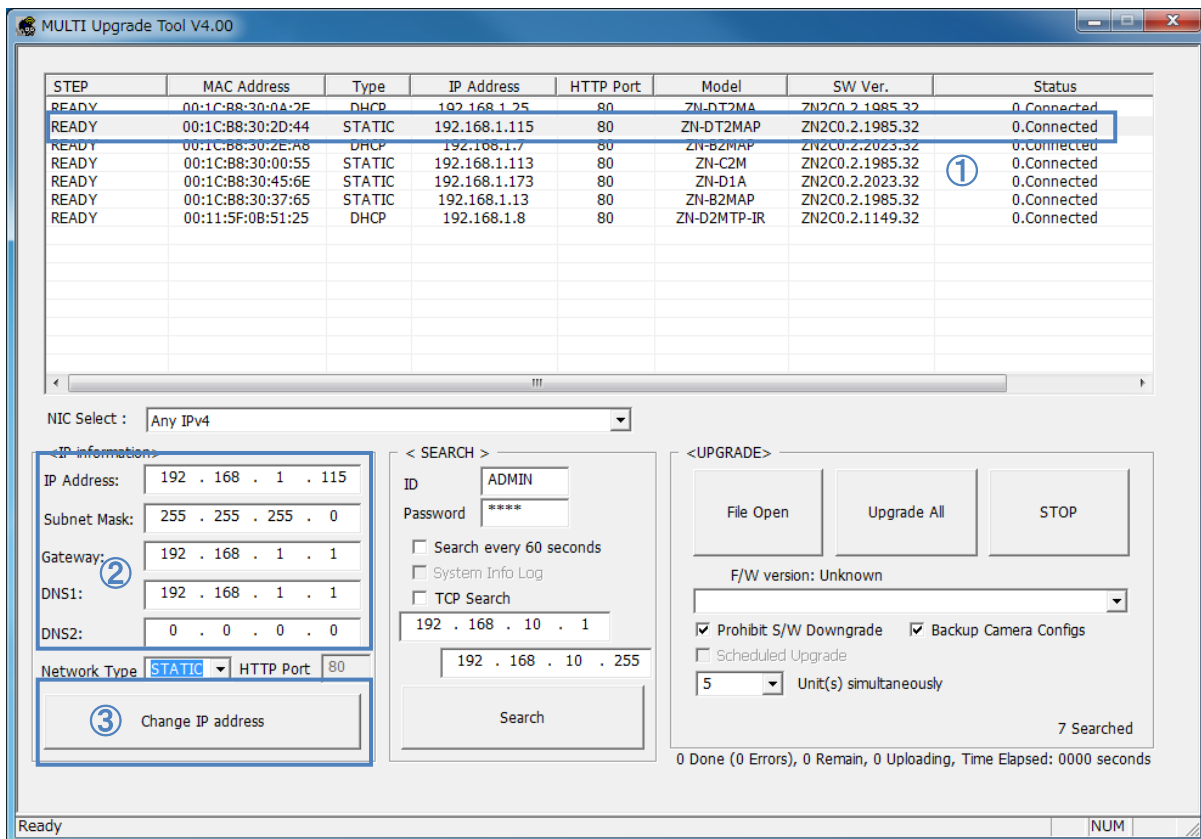 MULTI Upgrade Tool V4.00
STEP MAC Address Type IP Address HTTP Port Model SW Ver. Status
READY 00:1C:B8:30:0A:2E DHCP 192.168.1.25 80 ZN-DT2MA ZN2C0.2.1985.32 0.Connected
READY 00:1C:B8:30:2D:44 STATIC 192.168.1.115 80 ZN-DT2MAP ZN2C0.2.1985.32 0.Connected
READY 00:1C:B8:30:2E:A8 DHCP 192.168.1.7 80 ZN-B2MAP ZN2C0.2.2023.32 0.Connected
READY 00:1C:B8:30:00:55 STATIC 192.168.1.113 80 ZN-C2M ZN2C0.2.1985.32 0.Connected
①
READY 00:1C:B8:30:45:6E STATIC 192.168.1.173 80 ZN-D1A ZN2C0.2.2023.32 0.Connected
READY 00:1C:B8:30:37:65 STATIC 192.168.1.13 80 ZN-B2MAP ZN2C0.2.1985.32 0.Connected
READY 00:11:5F:0B:51:25 DHCP 192.168.1.8 80 ZN-D2MTP-IR ZN2C0.2.1149.32 0.Connected
NIC Select : Any IPv4
<IP information>
IP Address: 192 . 168 . 1 . 115
Subnet Mask: 255 . 255 . 255 . 0
Gateway: 192 . 168 . 1 . 1
②
DNS1: 192 . 168 . 1 . 1
DNS2: 0 . 0 . 0 . 0
Network Type STATIC HTTP Port 80
③ Change IP address
< SEARCH >
ID ADMIN
Password ****
Search every 60 seconds
System Info Log
TCP Search
192 . 168 . 10 . 1
192 . 168 . 10 . 255
Search
<UPGRADE>
File Open Upgrade All STOP
F/W version: Unknown
Prohibit S/W Downgrade Backup Camera Configs
Scheduled Upgrade
5 Unit(s) simultaneously
7 Searched
0 Done (0 Errors), 0 Remain, 0 Uploading, Time Elapsed: 0000 seconds
Ready NUM